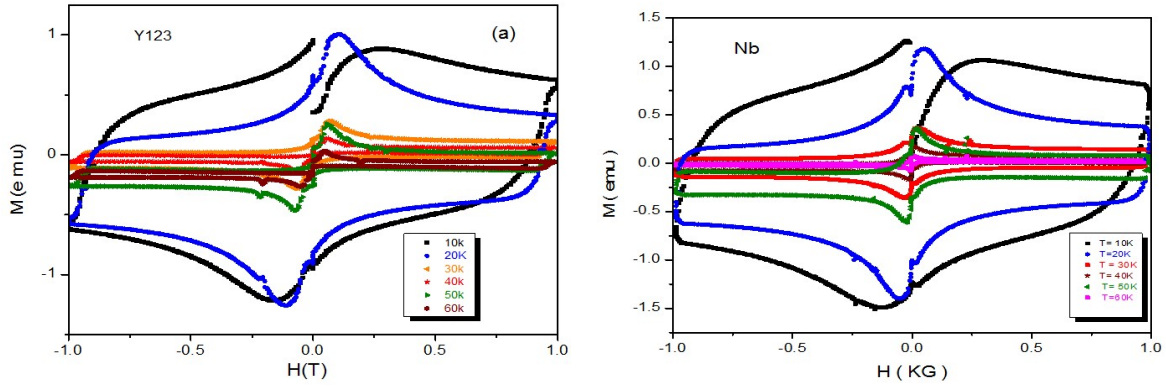 Y123
(a)
1
0
1
M(emu)
10k
20K
30k
40k
50k
60k
-1.0
-0.5
0.0
0.5
1.0
H(T)
Nb
1.5
1.0
0.5
0.0
-0.5
-1.0
-1.5
M( emu)
T= 10K
T=20K
T = 30K
T = 40K
T= 50K
T=60K
-1.0
-0.5
0.0
0.5
1.0
H ( KG)